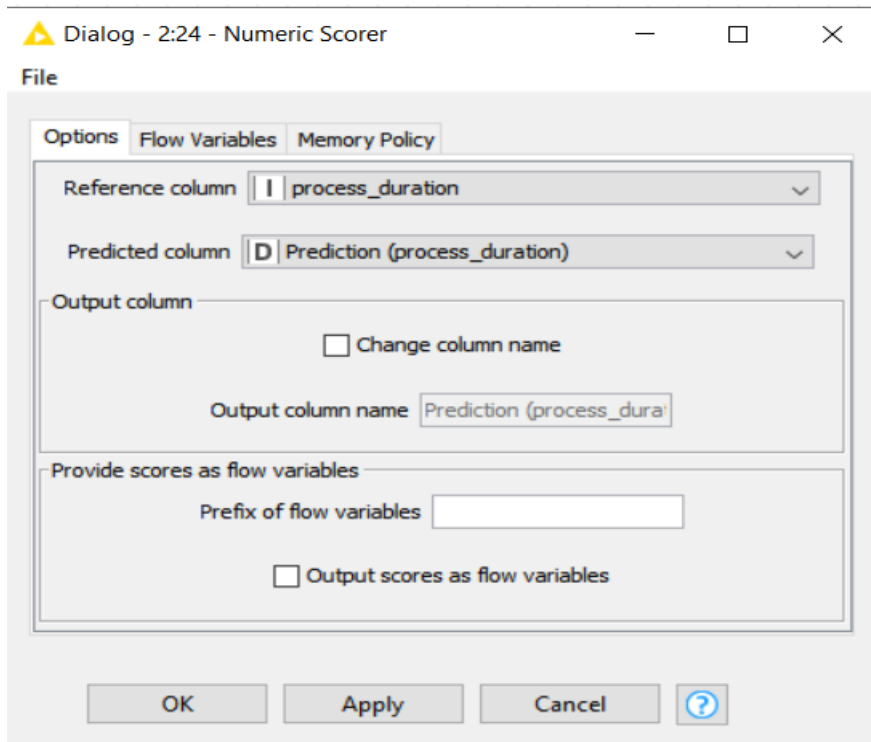 Dialog - 2:24 - Numeric Scorer
File
Options Flow Variables Memory Policy
Reference column I process_duration
Predicted column D Prediction (process_duration)
Output column
Change column name
Output column name Prediction (process_dura
Provide scores as flow variables
Prefix of flow variables
Output scores as flow variables
OK Apply Cancel ?